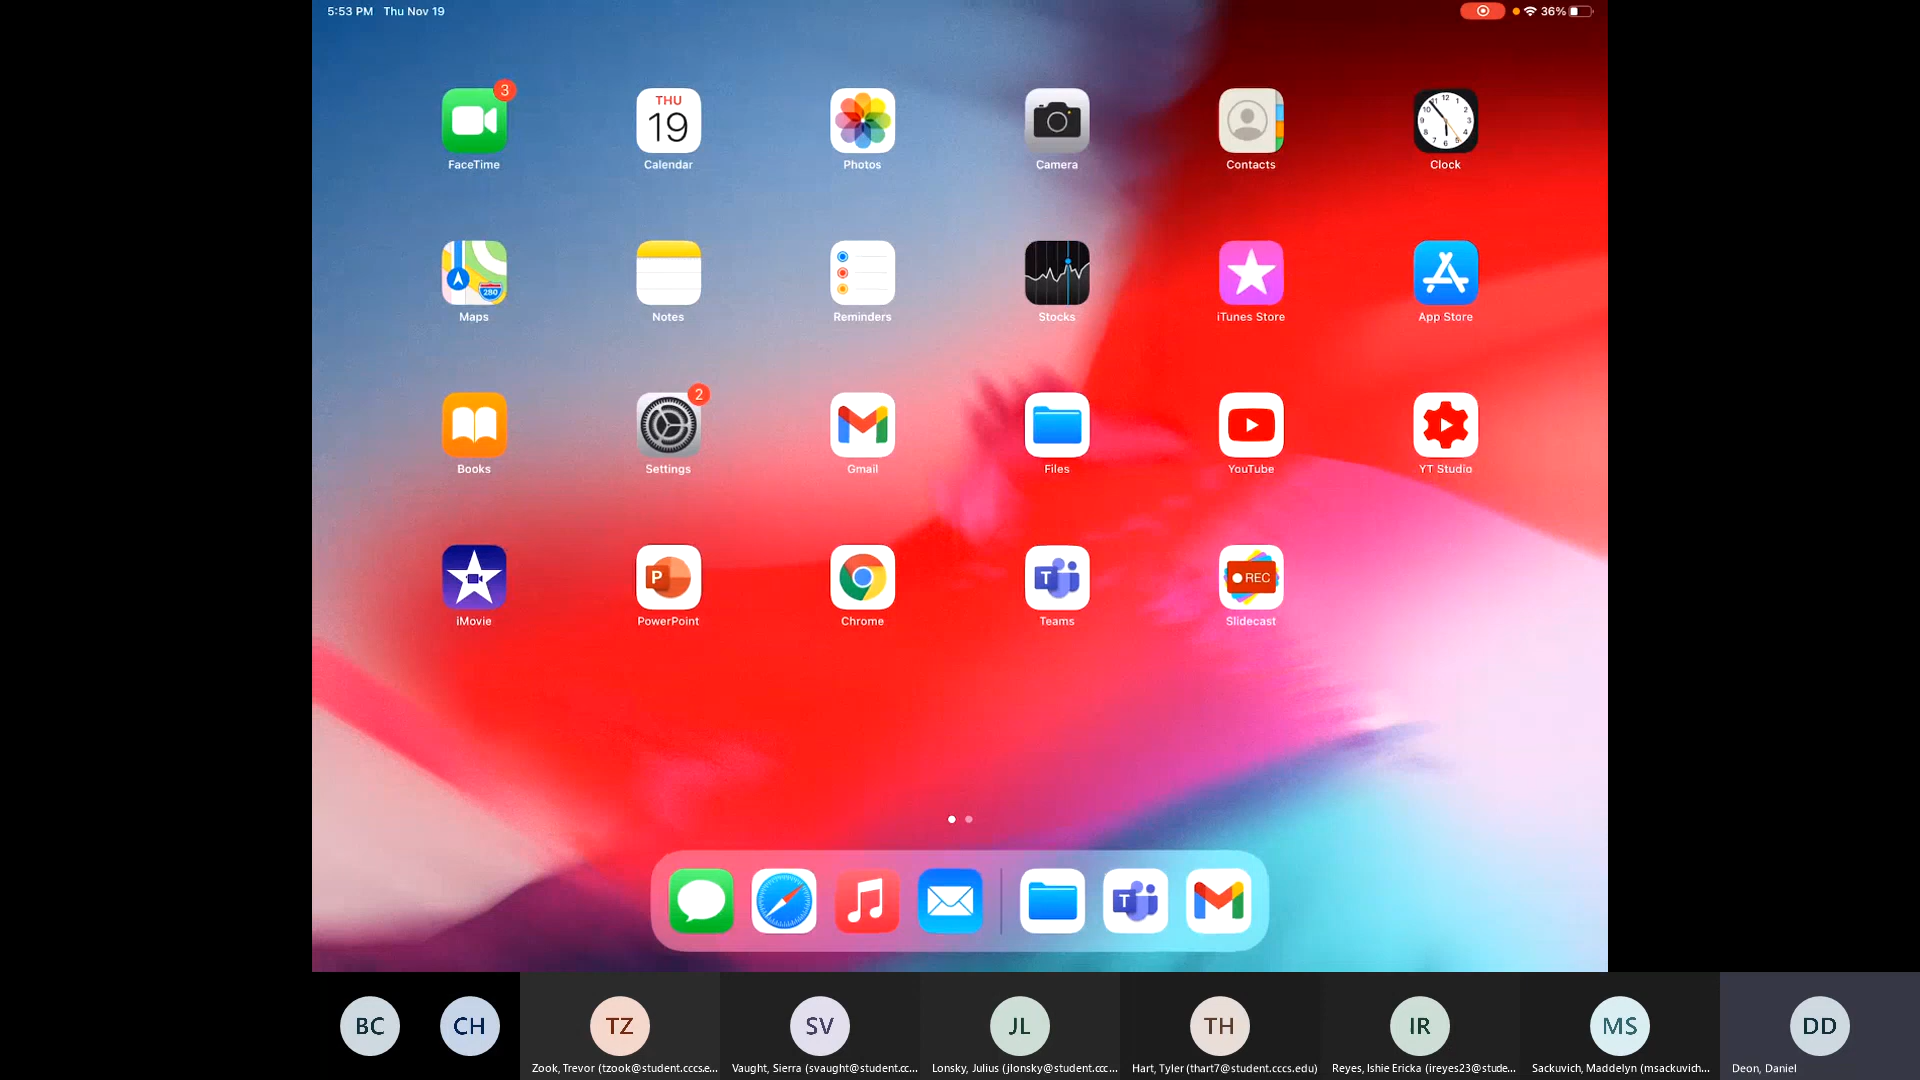 5:53 PM Thu Nov 19
36%
3
THU
19
FaceTime Calendar Photos Camera Contacts Clock
280
Maps Notes Reminders Stocks iTunes Store App Store
2
Books Settings Gmail Files YouTube YT Studio
P
T
REC
iMovie PowerPoint Chrome Teams Slidecast
T
BC CH TZ SV JL TH IR MS DD
Zook, Trevor (tzook@student.cccs.e... Vaught, Sierra (svaught@student.cc... Lonsky, Julius (jlonsky@student.ccc... Hart, Tyler (thart7@student.cccs.edu) Reyes, Ishie Ericka (ireyes23@stude... Sackuvich, Maddelyn (msackuvich... Deon, Daniel